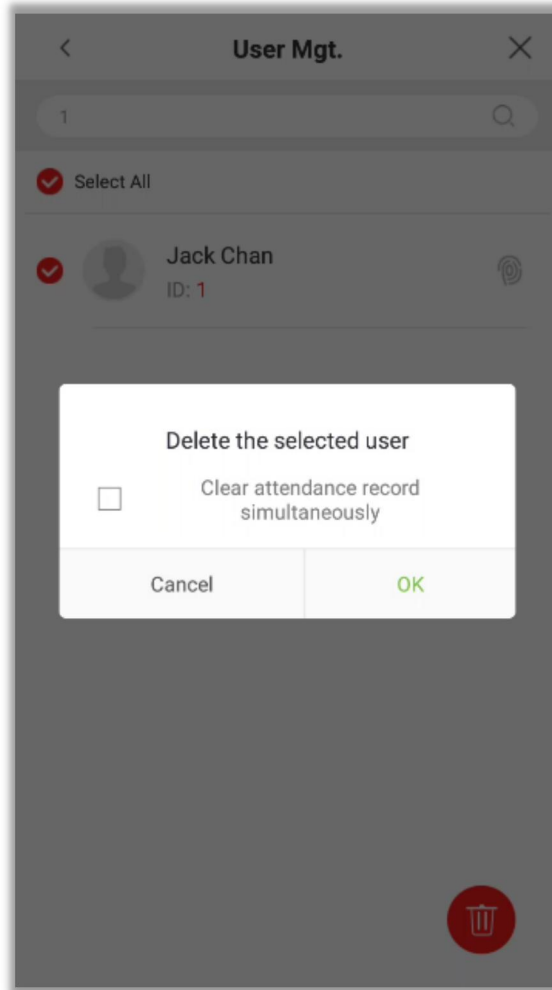 User Mgt.
1
Select All
Jack Chan
ID: 1
Delete the selected user
Clear attendance record
simultaneously
Cancel
OK